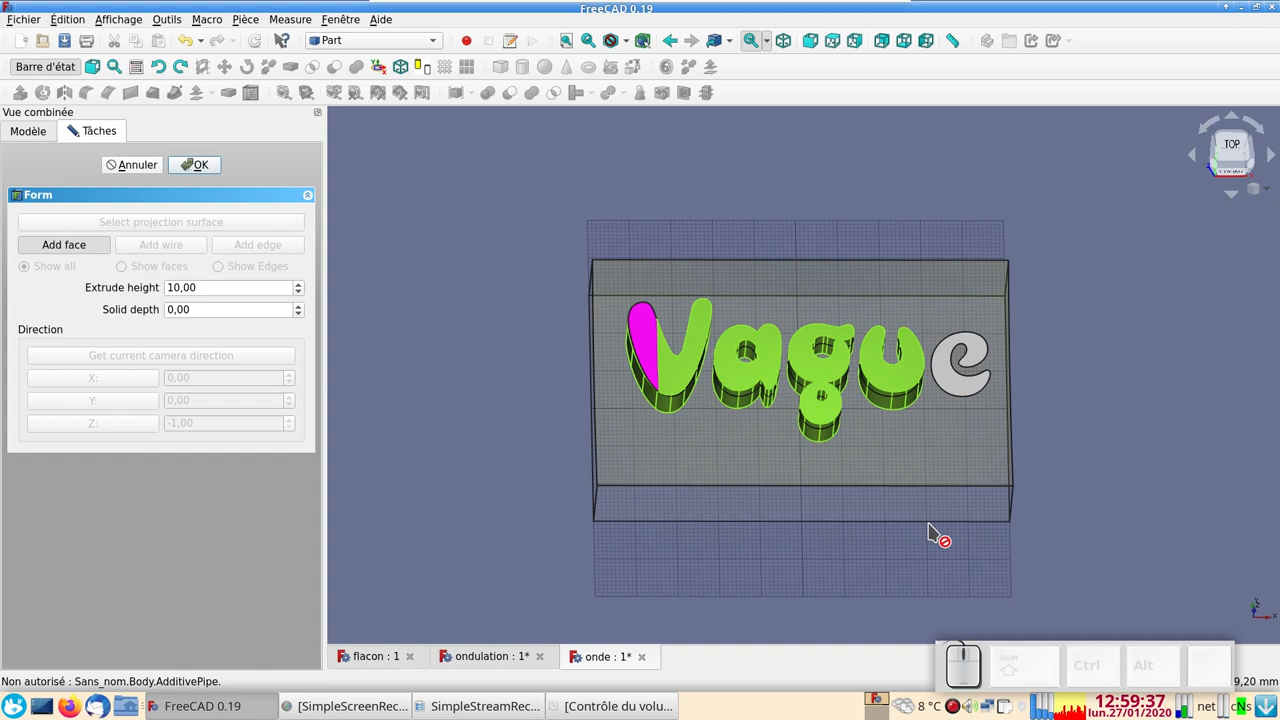 FreeCAD 0.19
Fichier Édition Affichage Outils Macro Pièce Measure Fenêtre Aide
Part
Barre d'état
Vue combinée
Modèle Tâches
Annuler OK
Form
Select projection surface
Add face Add wire Add edge
Show all Show faces Show Edges
Extrude height 10,00
Solid depth 0,00
Direction
Get current camera direction
X: 0,00
Y: 0,00
Z: -1,00
TOP
Vague
flacon : 1 ondulation : 1* onde : 1*
Shift Ctrl Alt
Non autorisé : Sans_nom.Body.AdditivePipe. 9,20 mm
FreeCAD 0.19 [SimpleScreenRec... simpleStreamRec... [Contrôle du volu...
8 °C net cNs
12:59:37
lun.27/01/2020